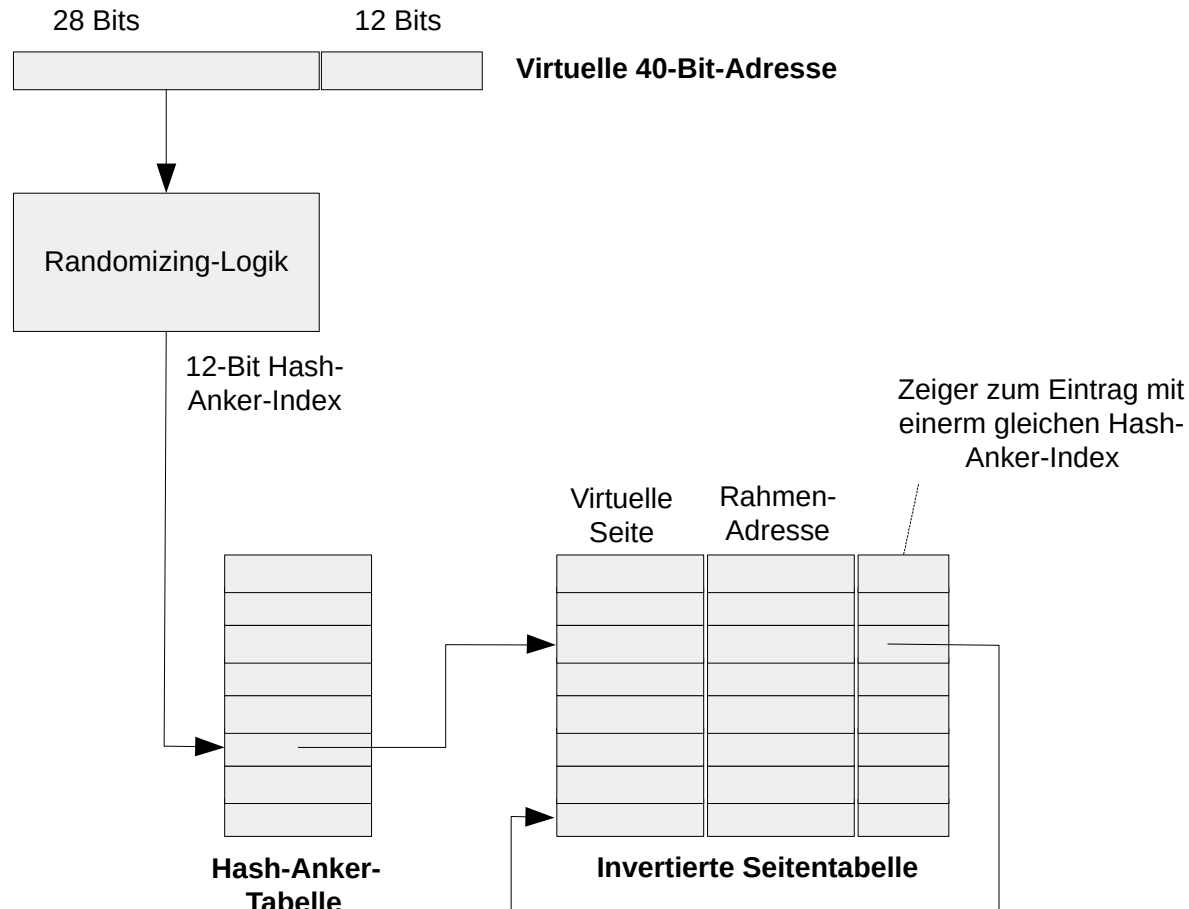 28 Bits
12 Bits
Virtuelle 40-Bit-Adresse
Randomizing-Logik
12-Bit Hash-
Anker-Index
Zeiger zum Eintrag mit
einerm gleichen Hash-
Anker-Index
Virtuelle
Seite
Rahmen-
Adresse
Hash-Anker-
Tabelle
Invertierte Seitentabelle